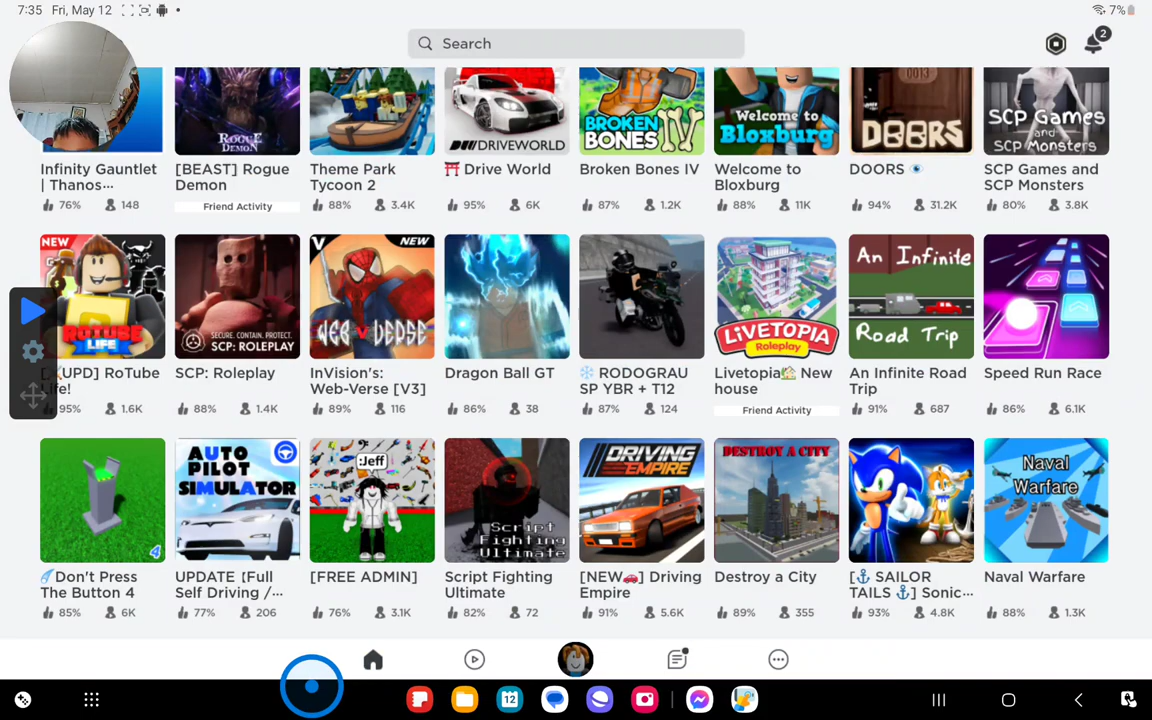 7:35 Fri, May 12
7%
Search
2
ROGUE DEMON
DRIVEWORLD
BROKEN BONES IV
Welcome to Bloxburg
0013
DOORS
SCP Games and SCP Monsters
Infinity Gauntlet | Thanos...
[BEAST] Rogue Demon
Theme Park Tycoon 2
⛩️ Drive World
Broken Bones IV
Welcome to Bloxburg
DOORS 👁️
SCP Games and SCP Monsters
76% 148
Friend Activity
88% 3.4K
95% 6K
87% 1.2K
88% 11K
94% 31.2K
80% 3.8K
NEW
ROTUBE LIFE
SECURE. CONTAIN. PROTECT.
SCP: ROLEPLAY
V NEW
WEB V VERSE
LIVETOPIA
Roleplay
An Infinite
Road Trip
UPD] RoTube Life!
SCP: Roleplay
InVision's: Web-Verse [V3]
Dragon Ball GT
❄️ RODOGRAU SP YBR + T12
Livetopia🏡 New house
An Infinite Road Trip
Speed Run Race
95% 1.6K
88% 1.4K
89% 116
86% 38
87% 124
Friend Activity
91% 687
86% 6.1K
4
AUTO PILOT SIMULATOR
:Jeff
Script Fighting Ultimate
DRIVING EMPIRE
DESTROY A CITY
Naval Warfare
Don't Press The Button 4
UPDATE [Full Self Driving /...
[FREE ADMIN]
Script Fighting Ultimate
[NEW🚗] Driving Empire
Destroy a City
[⚓ SAILOR TAILS ⚓] Sonic...
Naval Warfare
85% 6K
77% 206
76% 3.1K
82% 72
91% 5.6K
89% 355
93% 4.8K
88% 1.3K
12